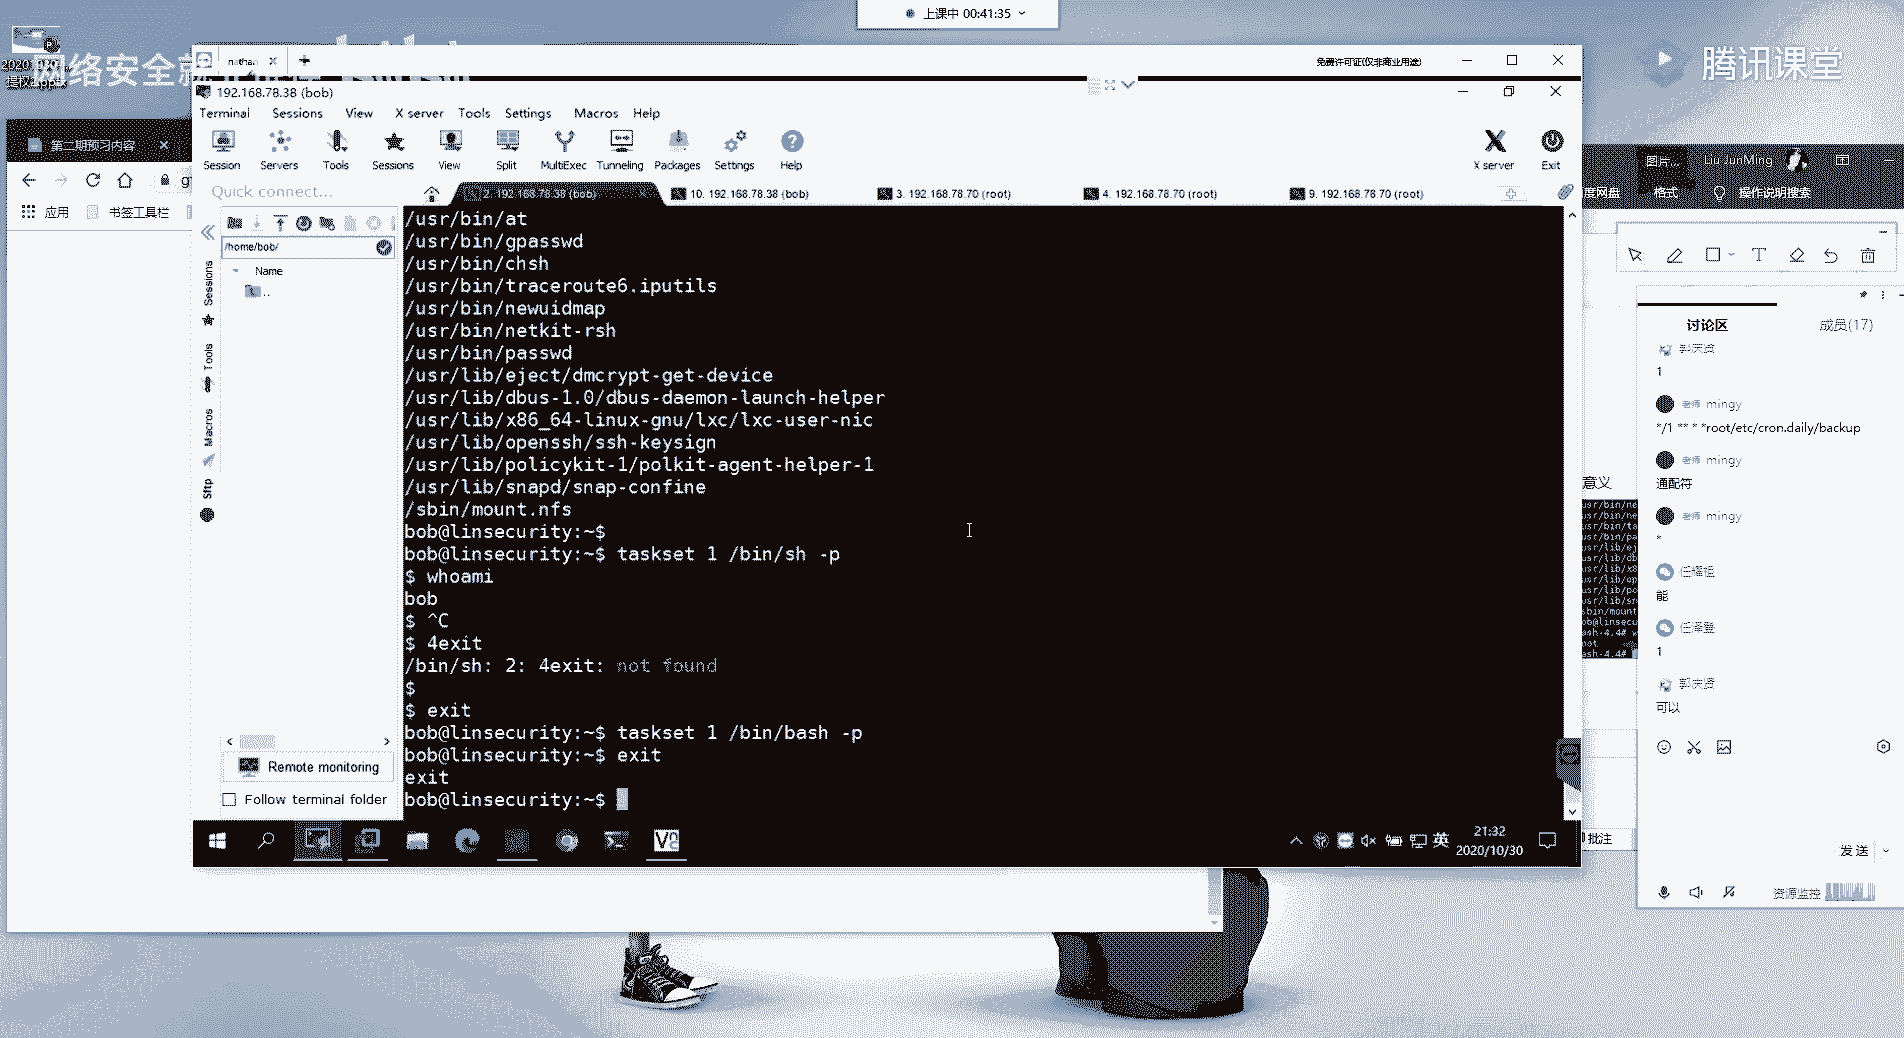 上课中 00:41:35
腾讯课堂
网络安全
nathan
免费许可证(仅非商业用途)
192.168.78.38 (bob)
Terminal Sessions View X server Tools Settings Macros Help
Session Servers Tools Sessions View Split MultiExec Tunneling Packages Settings Help X server Exit
Quick connect...
2. 192.168.78.38 (bob)
10. 192.168.78.38 (bob)
3. 192.168.78.70 (root)
4. 192.168.78.70 (root)
9. 192.168.78.70 (root)
第二期预习内容
应用 书签工具栏
/home/bob/
Name
..
Sessions
Tools
Macros
Sftp
Remote monitoring
Follow terminal folder
/usr/bin/at
/usr/bin/gpasswd
/usr/bin/chsh
/usr/bin/traceroute6.iputils
/usr/bin/newuidmap
/usr/bin/netkit-rsh
/usr/bin/passwd
/usr/lib/eject/dmcrypt-get-device
/usr/lib/dbus-1.0/dbus-daemon-launch-helper
/usr/lib/x86_64-linux-gnu/lxc/lxc-user-nic
/usr/lib/openssh/ssh-keysign
/usr/lib/policykit-1/polkit-agent-helper-1
/usr/lib/snapd/snap-confine
/sbin/mount.nfs
bob@linsecurity:~$
bob@linsecurity:~$ taskset 1 /bin/sh -p
$ whoami
bob
$ ^C
$ 4exit
/bin/sh: 2: 4exit: not found
$
$ exit
bob@linsecurity:~$ taskset 1 /bin/bash -p
bob@linsecurity:~$ exit
exit
bob@linsecurity:~$
英
21:32
2020/10/30
图片...
Liu JunMing
度网盘 格式 操作说明搜索
意义
批注
讨论区 成员(17)
1
老师 mingy
*/1 ** * *root/etc/cron.daily/backup
老师 mingy
通配符
老师 mingy
*
能
1
可以
发送
资源监控